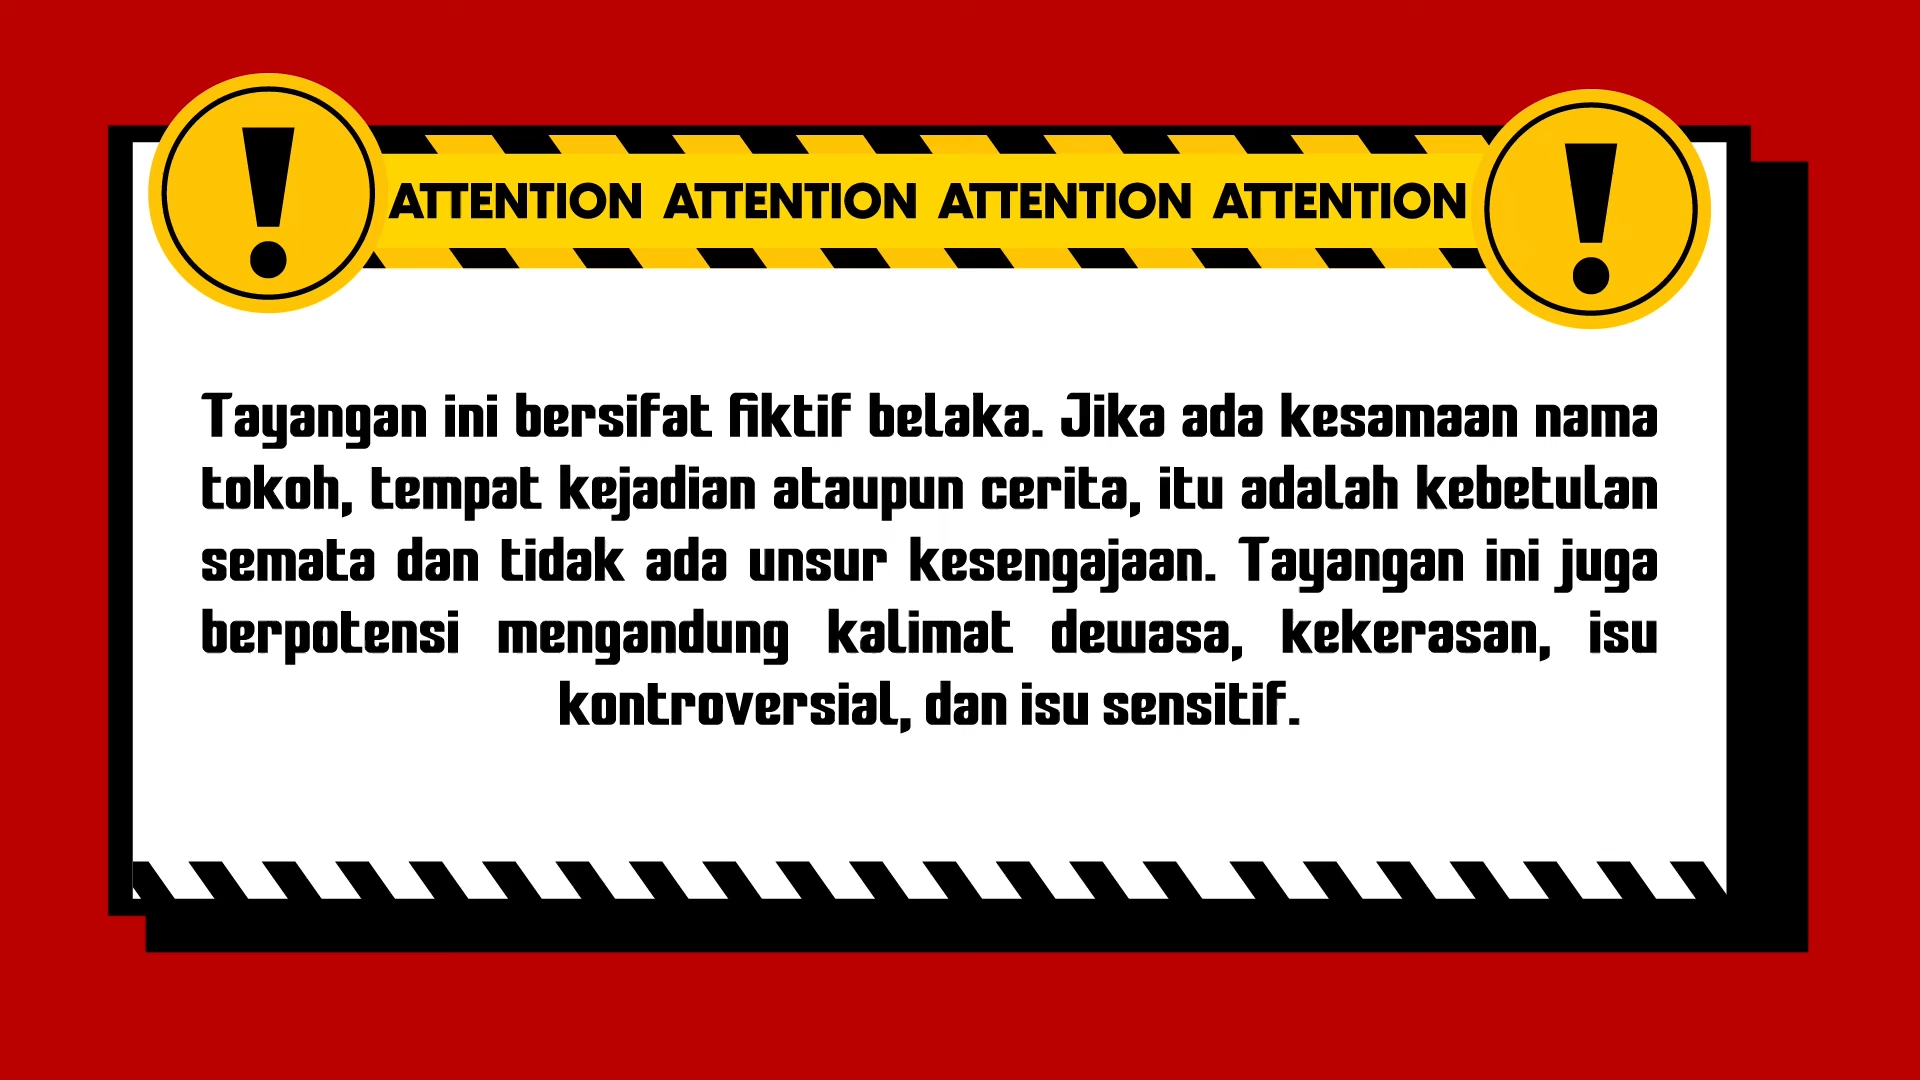 ATTENTION ATTENTION ATTENTION ATTENTION
Tayangan ini bersifat fiktif belaka. Jika ada kesamaan nama
tokoh, tempat kejadian ataupun cerita, itu adalah kebetulan
semata dan tidak ada unsur kesengajaan. Tayangan ini juga
berpotensi mengandung kalimat dewasa, kekerasan, isu
kontroversial, dan isu sensitif.